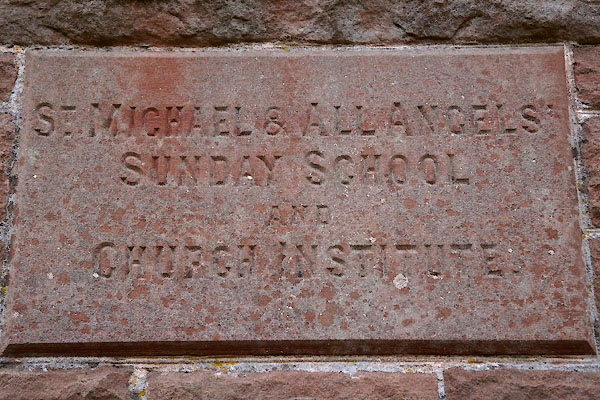 St. Michael & All Angels'
Sunday School
and
Church Institute.